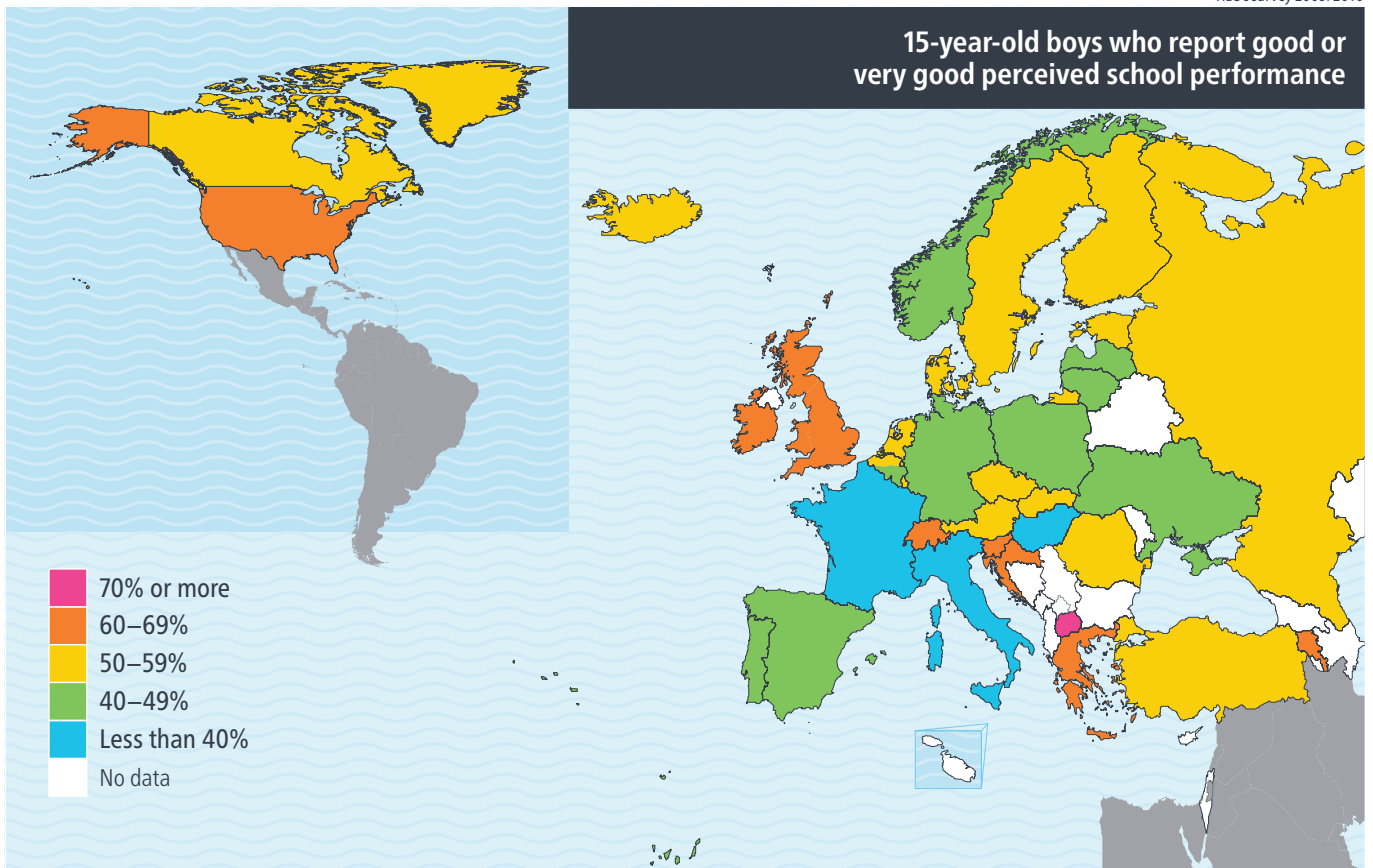 15-year-old boys who report good or
very good perceived school performance
70% or more
60–69%
50–59%
40–49%
Less than 40%
No data